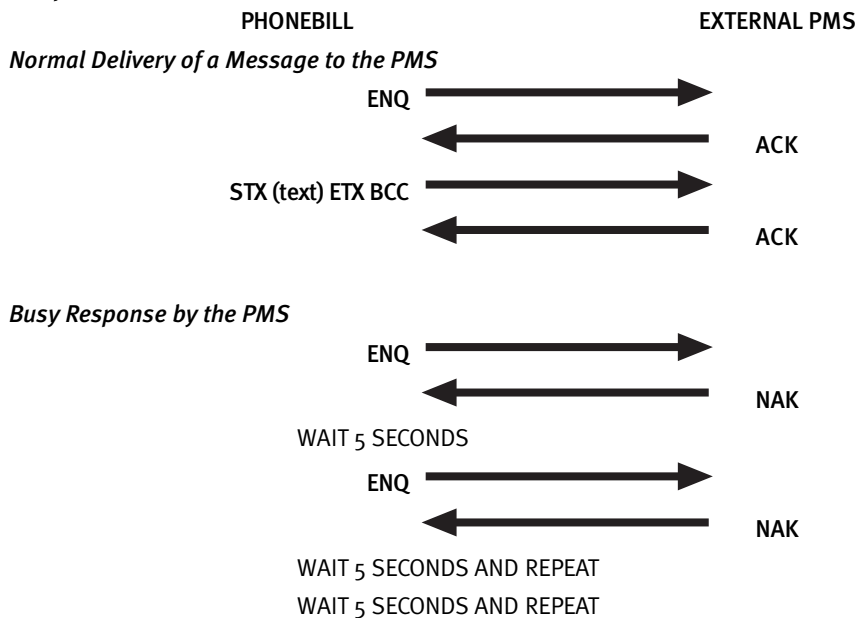 PHONEBILL EXTERNAL PMS
Normal Delivery of a Message to the PMS
ENQ
ACK
STX (text) ETX BCC
ACK
Busy Response by the PMS
ENQ
NAK
WAIT 5 SECONDS
ENQ
NAK
WAIT 5 SECONDS AND REPEAT
WAIT 5 SECONDS AND REPEAT